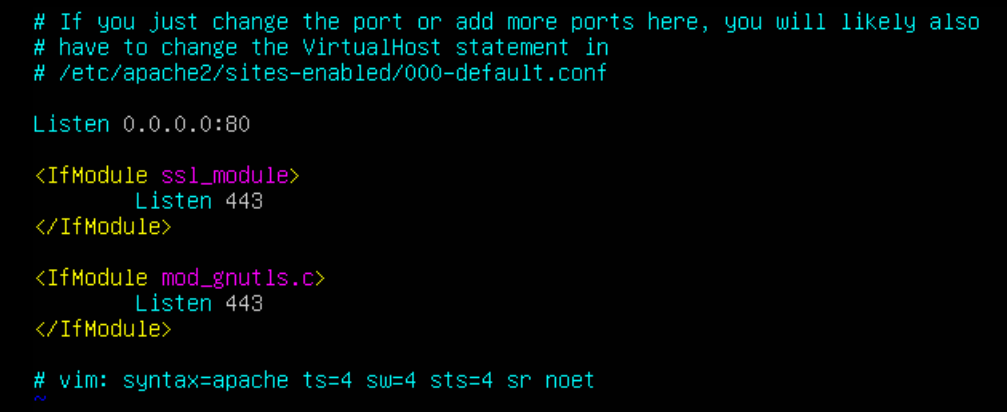 # If you just change the port or add more ports here, you will likely also
# have to change the VirtualHost statement in
# /etc/apache2/sites-enabled/000-default.conf
Listen 0.0.0.0:80
<IfModule ssl_module>
Listen 443
</IfModule>
<IfModule mod_gnutls.c>
Listen 443
</IfModule>
# vim: syntax=apache ts=4 sw=4 sts=4 sr noet
~